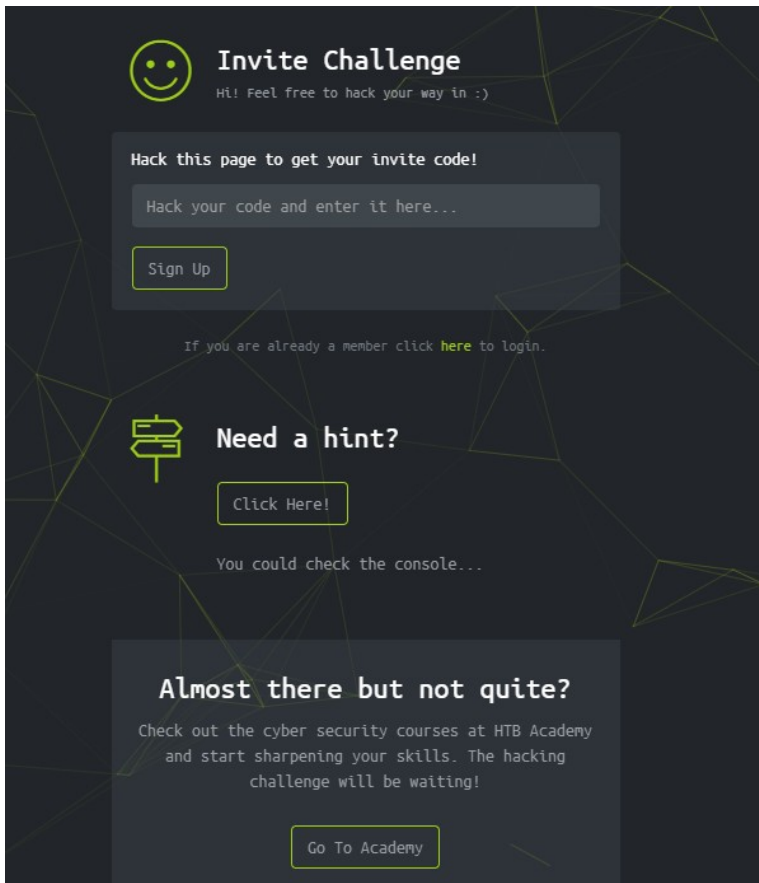 Invite Challenge
Hi! Feel free to hack your way in :)
Hack this page to get your invite code!
Hack your code and enter it here...
Sign Up
If you are already a member click here to login.
Need a hint?
Click Here!
You could check the console...
Almost there but not quite?
Check out the cyber security courses at HTB Academy
and start sharpening your skills. The hacking
challenge will be waiting!
Go To Academy